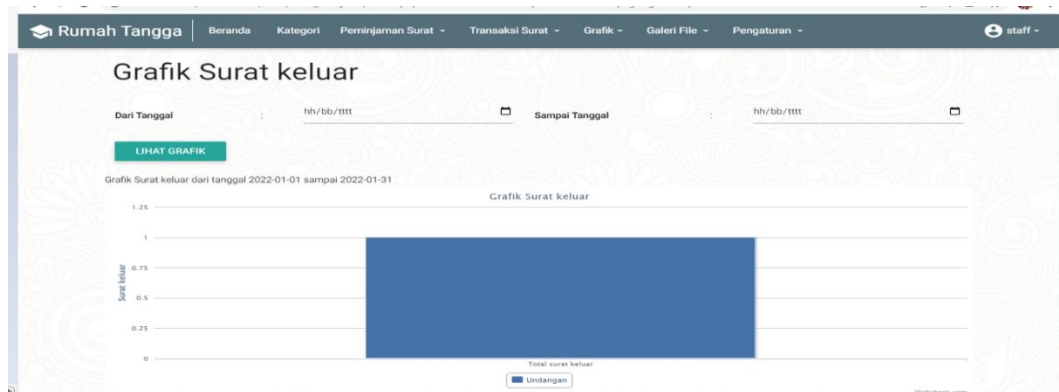 Rumah Tangga Beranda Kategori Peminjaman Surat Transaksi Surat Grafik Galeri File Pengaturan staff
Grafik Surat keluar
Dari Tanggal : hh/bb/tttt Sampai Tanggal : hh/bb/tttt
LIHAT GRAFIK
Grafik Surat keluar dari tanggal 2022-01-01 sampai 2022-01-31
Grafik Surat keluar
1.25
1
0.75
0.5
0.25
0
Surat keluar
Total surat keluar
Undangan